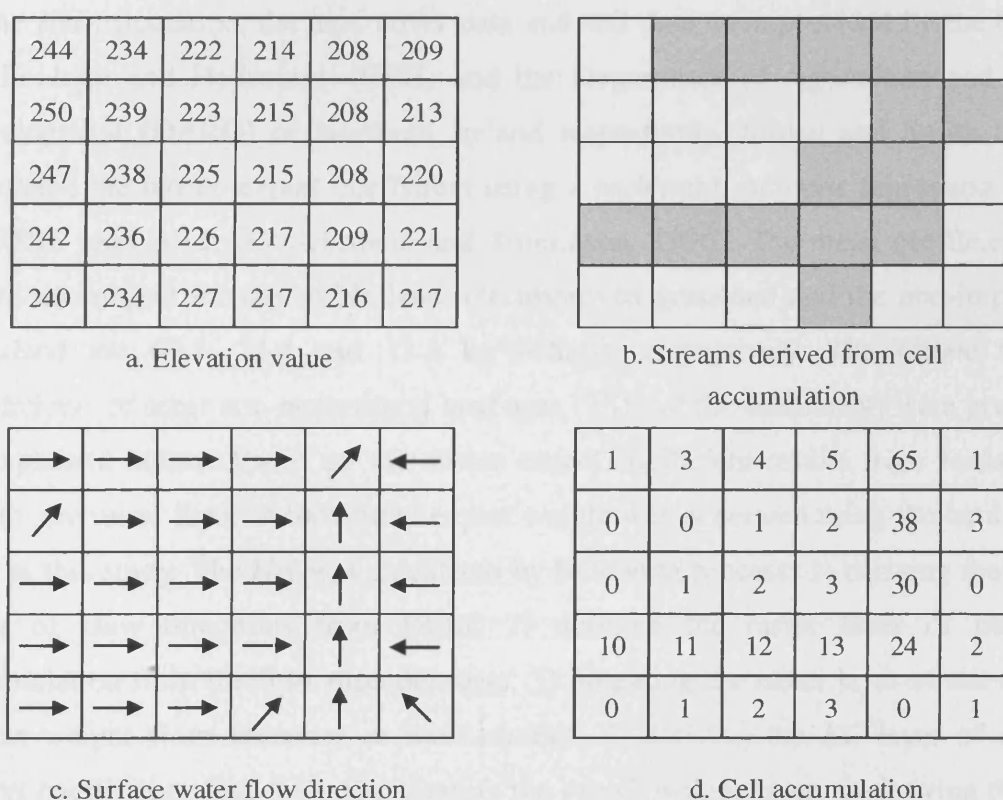 244 234 222 214 208 209
250 239 223 215 208 213
247 238 225 215 208 220
242 236 226 217 209 221
240 234 227 217 216 217
a. Elevation value
b. Streams derived from cell
accumulation
1 3 4 5 65 1
0 0 1 2 38 3
0 1 2 3 30 0
10 11 12 13 24 2
0 1 2 3 0 1
c. Surface water flow direction
d. Cell accumulation